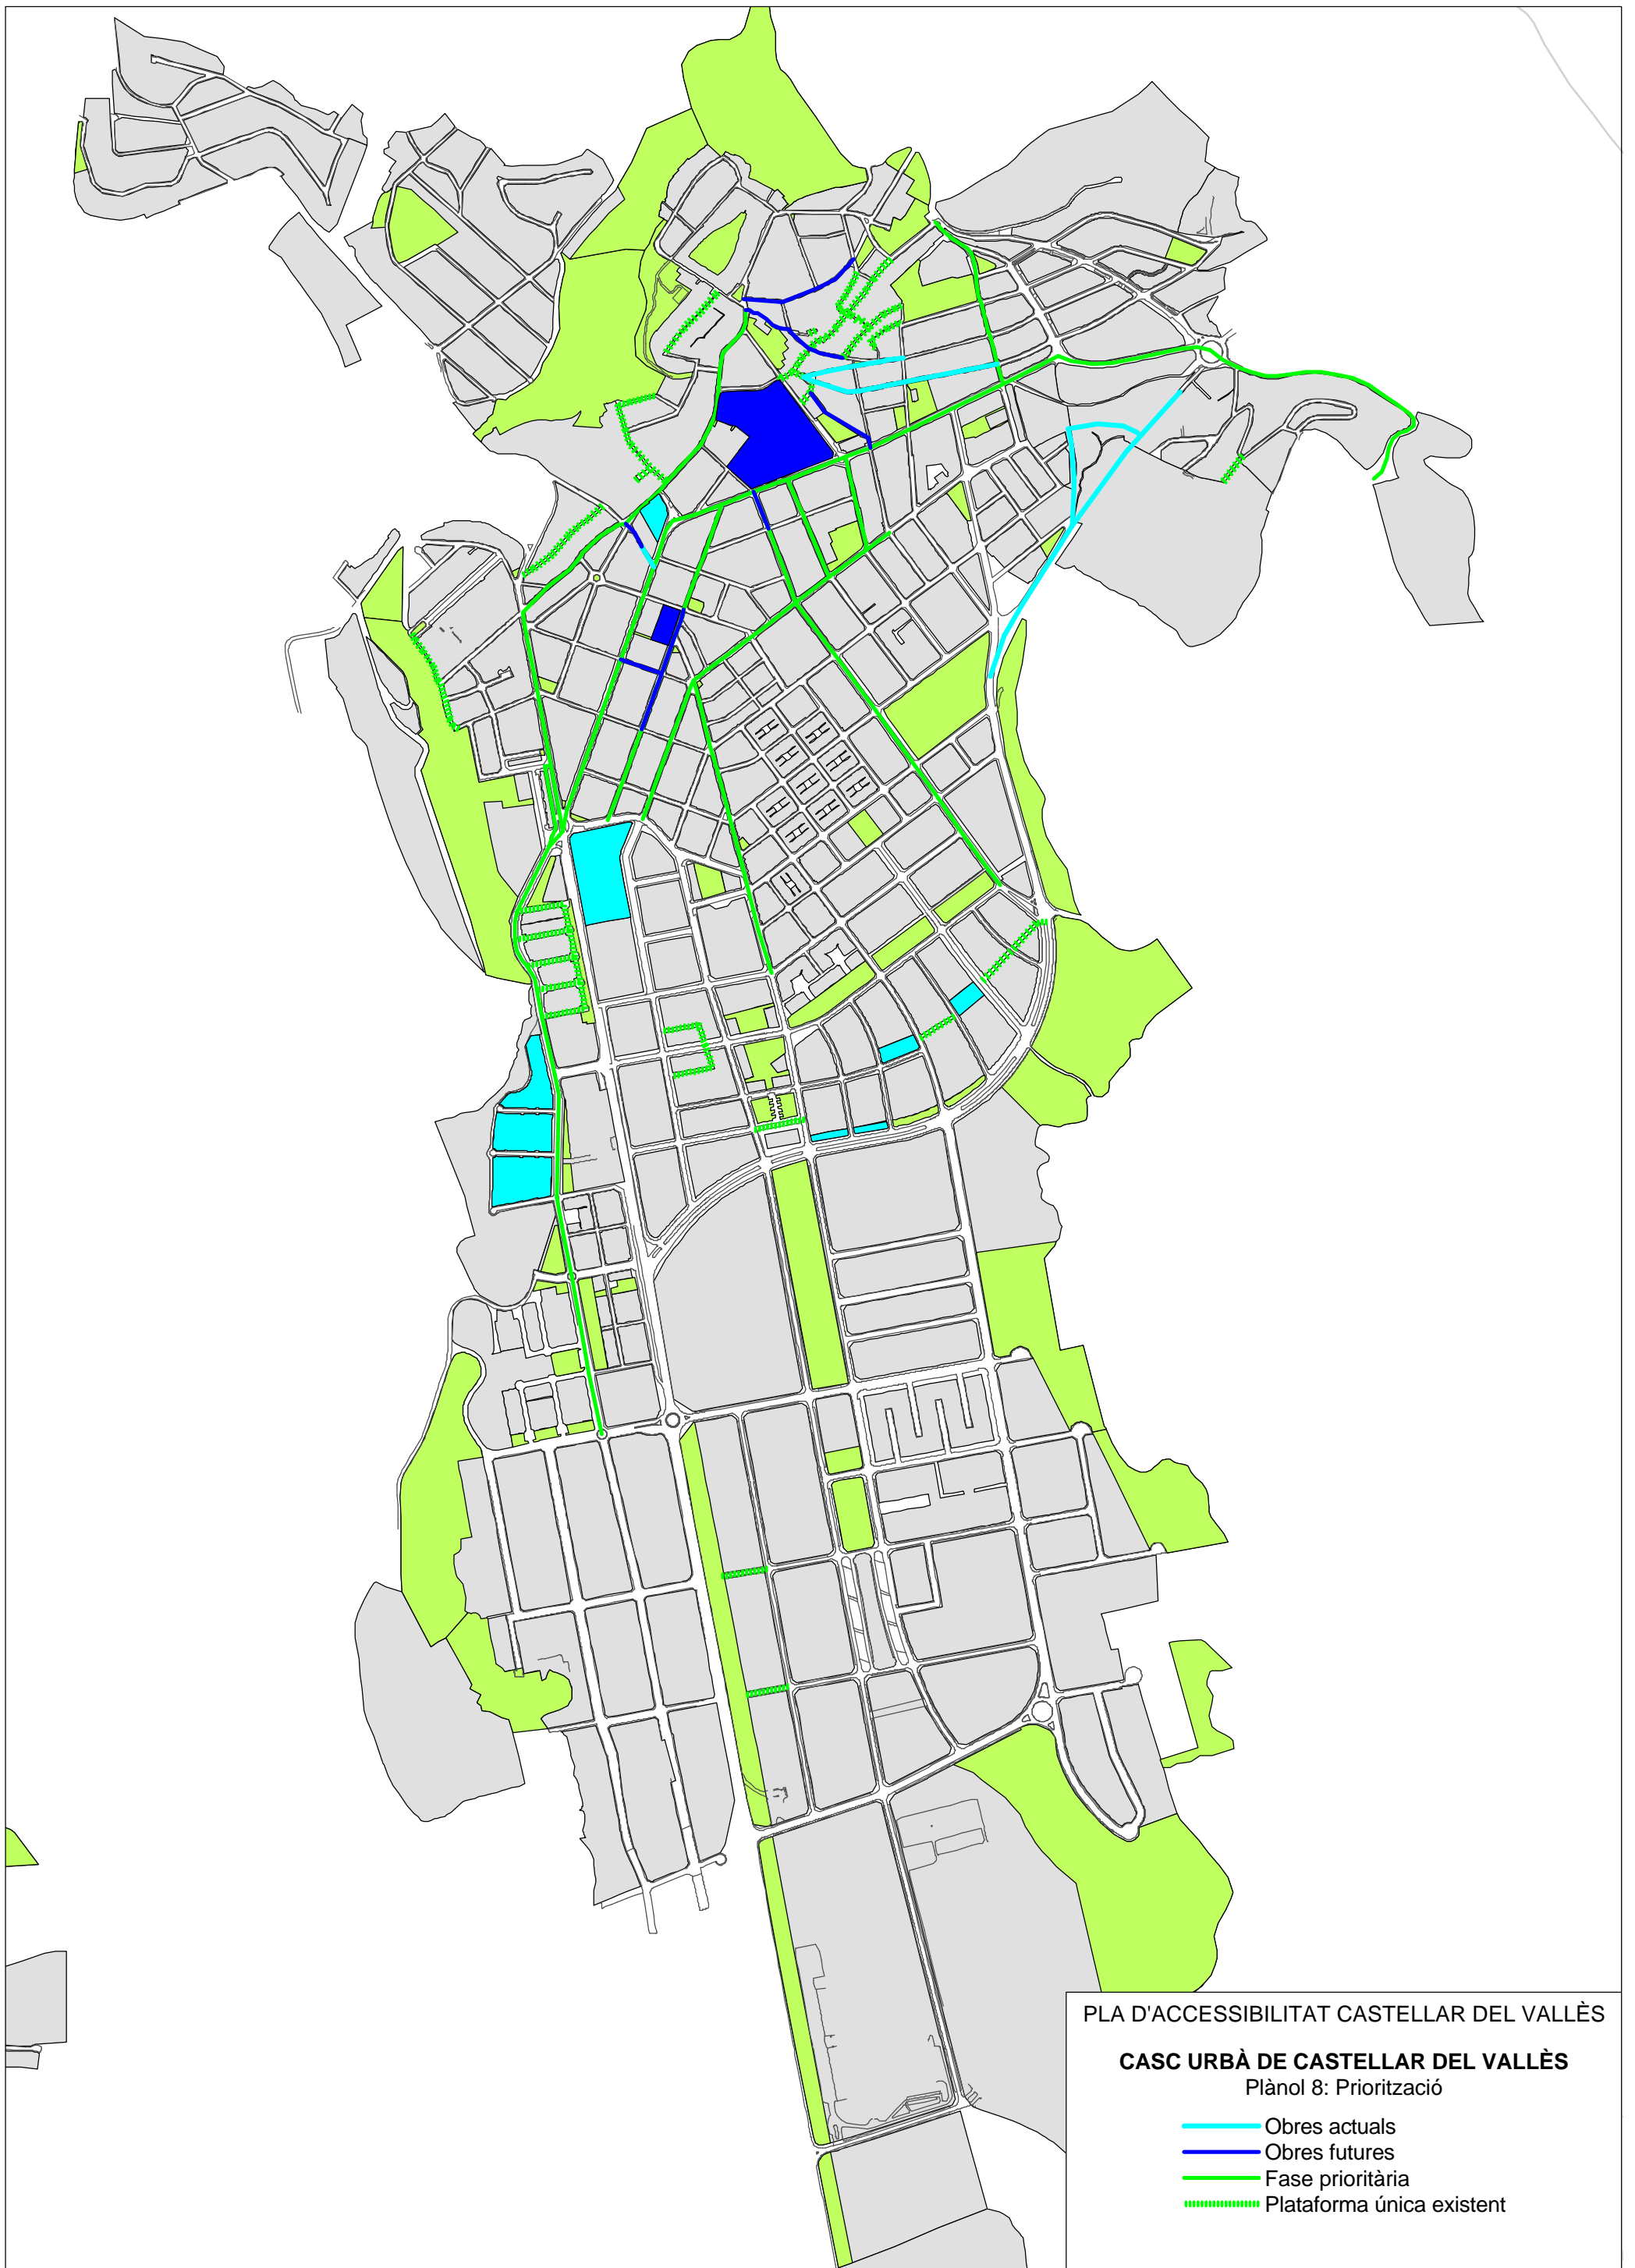 PLA D'ACCESSIBILITAT CASTELLAR DEL VALLÈS
CASC URBÀ DE CASTELLAR DEL VALLÈS
Plànol 8: Priorització
Obres actuals
Obres futures
Fase prioritària
Plataforma única existent